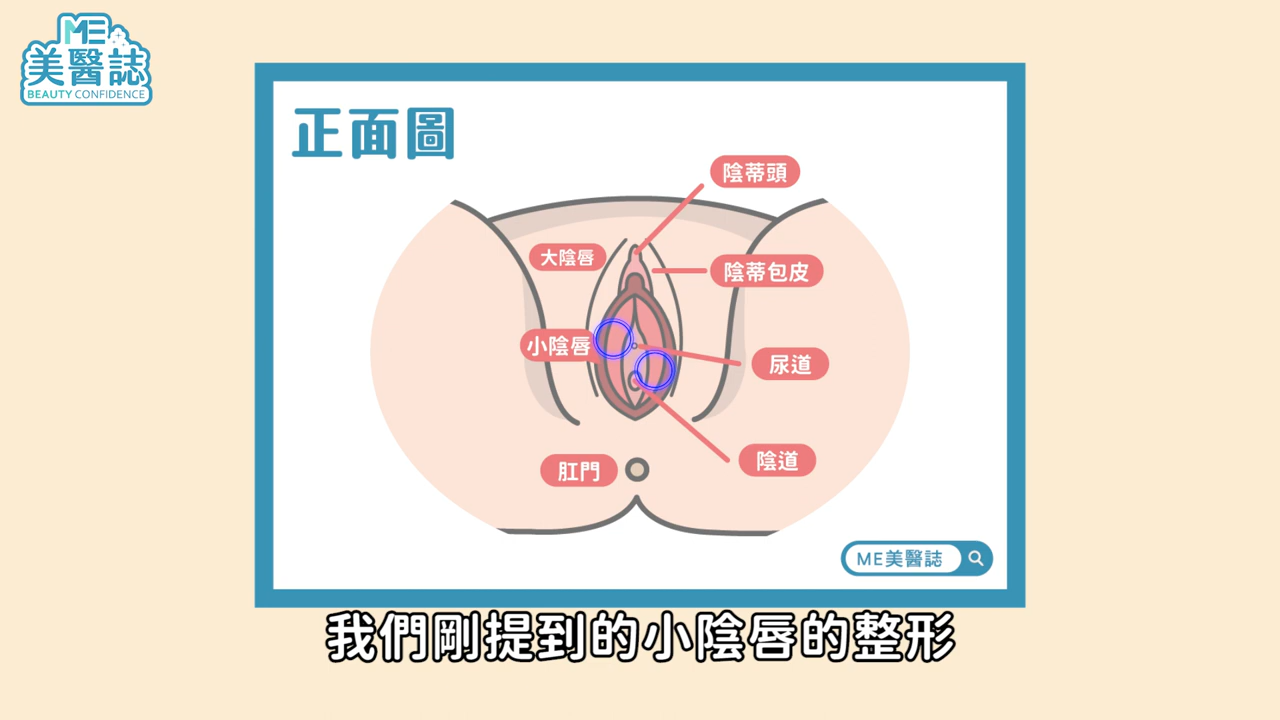 ME
美醫誌
BEAUTY CONFIDENCE
正面圖
陰蒂頭
大陰唇
陰蒂包皮
小陰唇
尿道
陰道
肛門
ME美醫誌
我們剛提到的小陰唇的整形